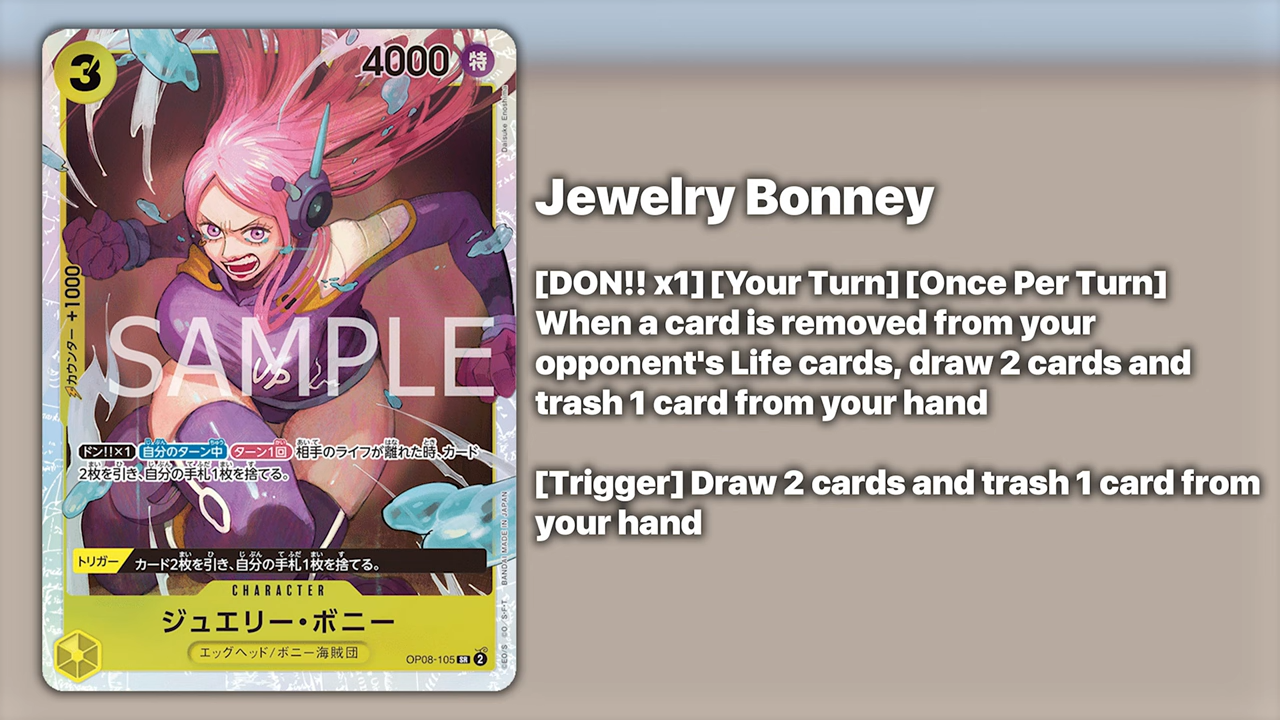 3
4000 特
Daisuke Enoshima
カウンター +1000
SAMPLE
ドン!!×1 自分のターン中 ターン1回 相手のライフが離れた時、カード
2枚を引き、自分の手札1枚を捨てる。
トリガー カード2枚を引き、自分の手札1枚を捨てる。
CHARACTER
ジュエリー・ボニー
エッグヘッド/ボニー海賊団
OP08-105 SR 2
©E.O/S ©O/S・F・T BANDAI MADE IN JAPAN
Jewelry Bonney
[DON!! x1] [Your Turn] [Once Per Turn]
When a card is removed from your
opponent's Life cards, draw 2 cards and
trash 1 card from your hand
[Trigger] Draw 2 cards and trash 1 card from
your hand